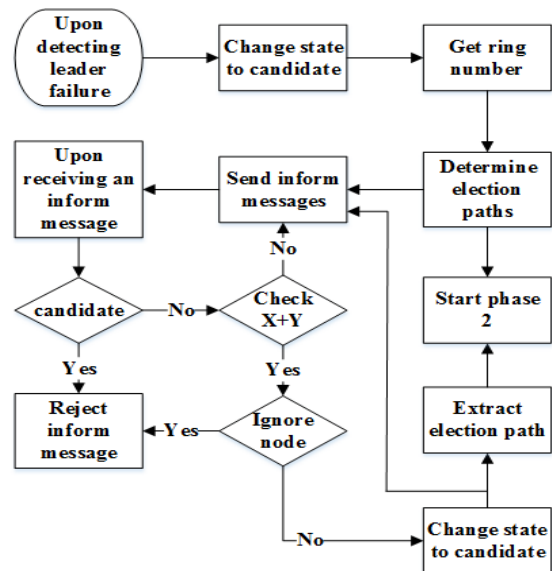 Upon
detecting
leader
failure
Change state
to candidate
Get ring
number
Upon
receiving an
inform
message
Send inform
messages
Determine
election
paths
No
candidate
No
Check
X+Y
Start phase
2
Yes
Yes
Reject
inform
message
Yes
Ignore
node
Extract
election path
No
Change state
to candidate